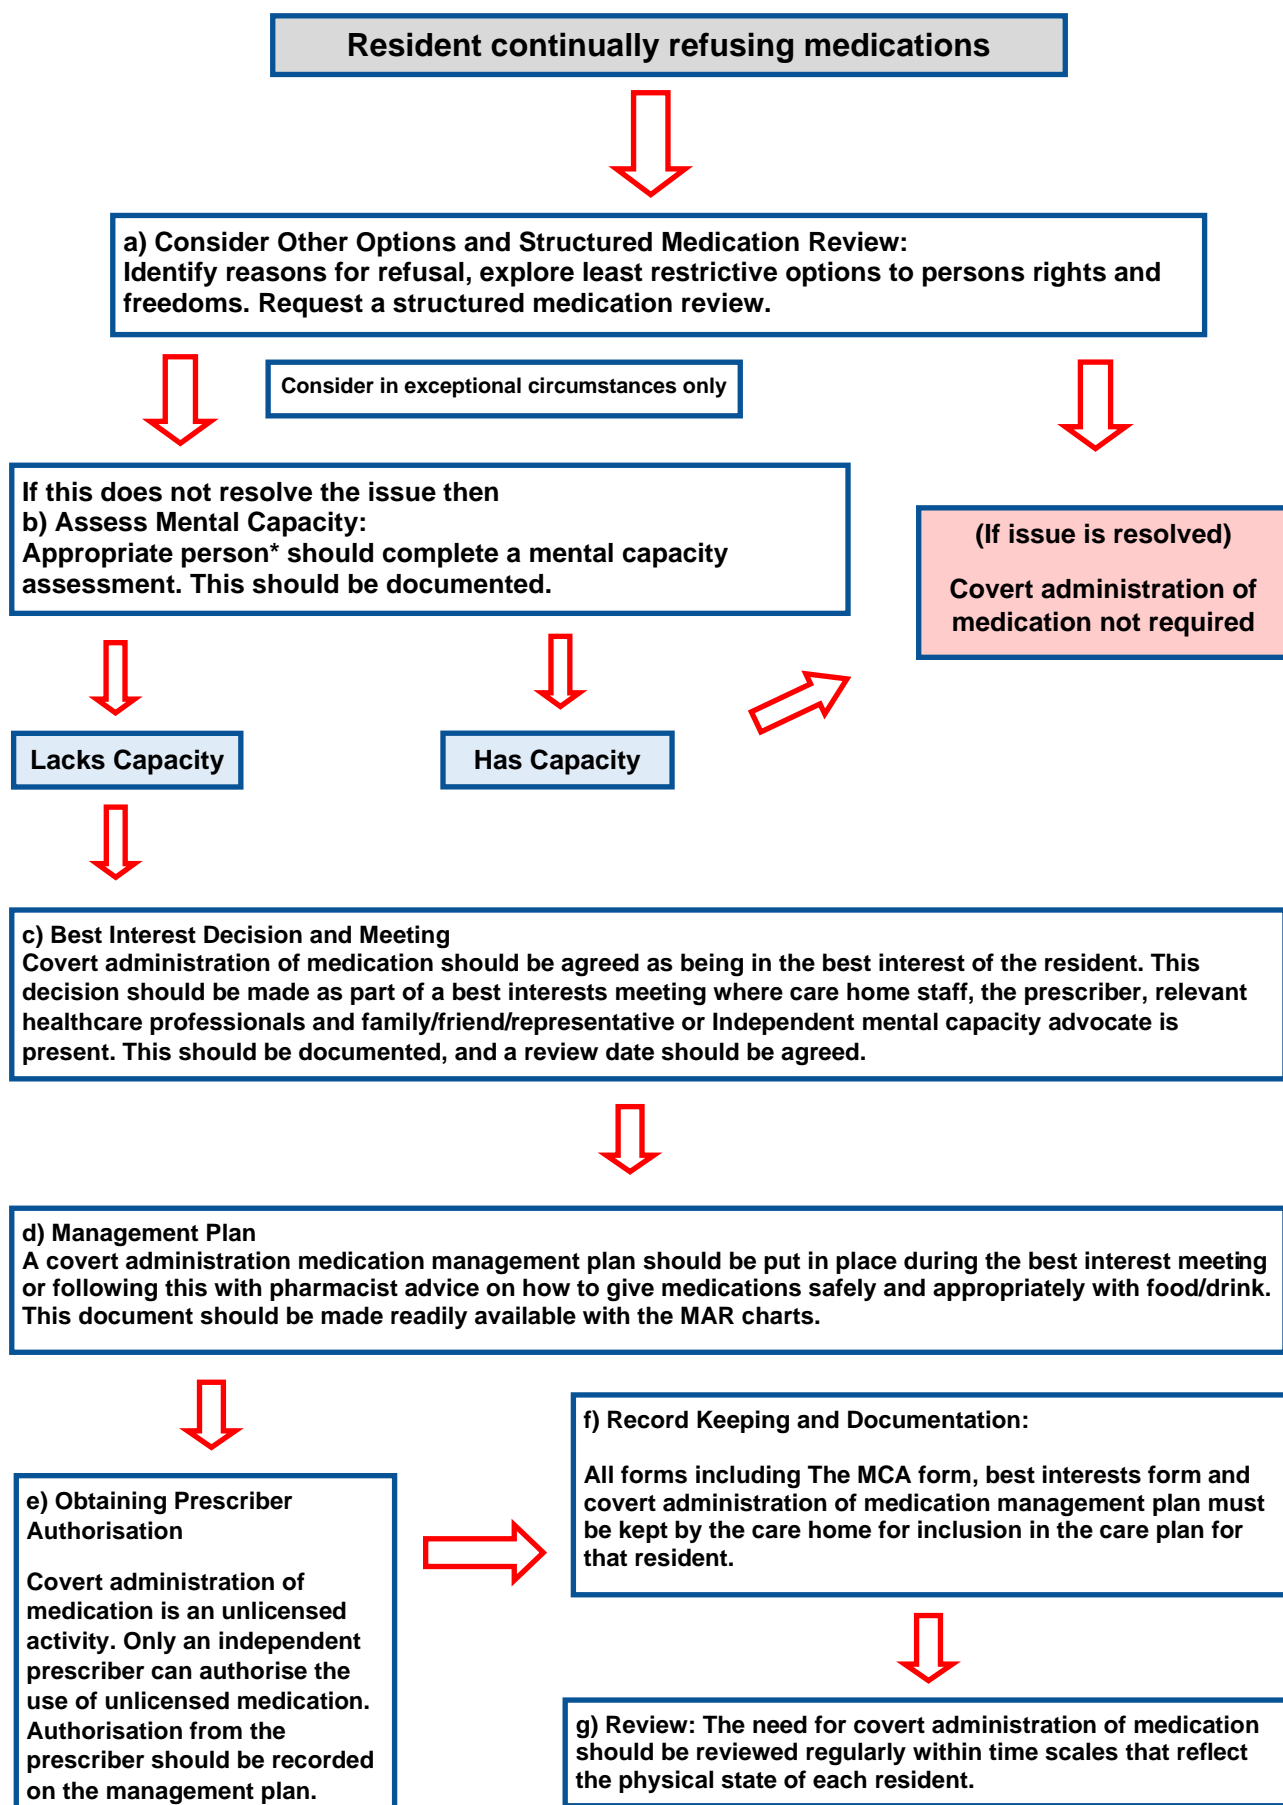 Resident continually refusing medications
a) Consider Other Options and Structured Medication Review:
Identify reasons for refusal, explore least restrictive options to persons rights and
freedoms. Request a structured medication review.
Consider in exceptional circumstances only
If this does not resolve the issue then
b) Assess Mental Capacity:
Appropriate person* should complete a mental capacity
assessment. This should be documented.
(If issue is resolved)
Covert administration of
medication not required
Lacks Capacity
Has Capacity
c) Best Interest Decision and Meeting
Covert administration of medication should be agreed as being in the best interest of the resident. This
decision should be made as part of a best interests meeting where care home staff, the prescriber, relevant
healthcare professionals and family/friend/representative or Independent mental capacity advocate is
present. This should be documented, and a review date should be agreed.
d) Management Plan
A covert administration medication management plan should be put in place during the best interest meeting
or following this with pharmacist advice on how to give medications safely and appropriately with food/drink.
This document should be made readily available with the MAR charts.
e) Obtaining Prescriber
Authorisation
Covert administration of
medication is an unlicensed
activity. Only an independent
prescriber can authorise the
use of unlicensed medication.
Authorisation from the
prescriber should be recorded
on the management plan.
f) Record Keeping and Documentation:
All forms including The MCA form, best interests form and
covert administration of medication management plan must
be kept by the care home for inclusion in the care plan for
that resident.
g) Review: The need for covert administration of medication
should be reviewed regularly within time scales that reflect
the physical state of each resident.